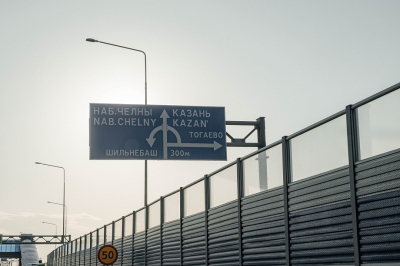 НАБ.ЧЕЛНЫ
NAB.CHELNY
КАЗАНЬ
KAZAN'
ТОГАЕВО
ШИЛЬНЕБАШ
300м
50